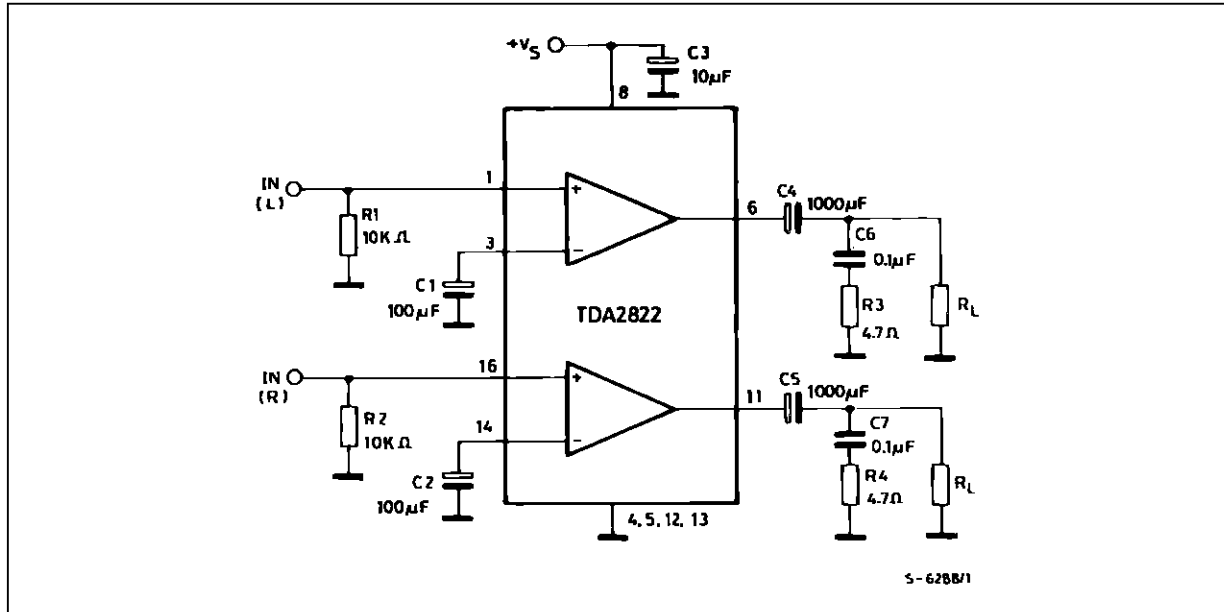 +VS
C3
10µF
8
IN
(L)
1
R1
10KΩ
3
C1
100µF
6
C4
1000µF
C6
0.1µF
R3
4.7Ω
RL
TDA2822
IN
(R)
16
R2
10KΩ
14
C2
100µF
11
C5
1000µF
C7
0.1µF
R4
4.7Ω
RL
4, 5, 12, 13
S-6288/1